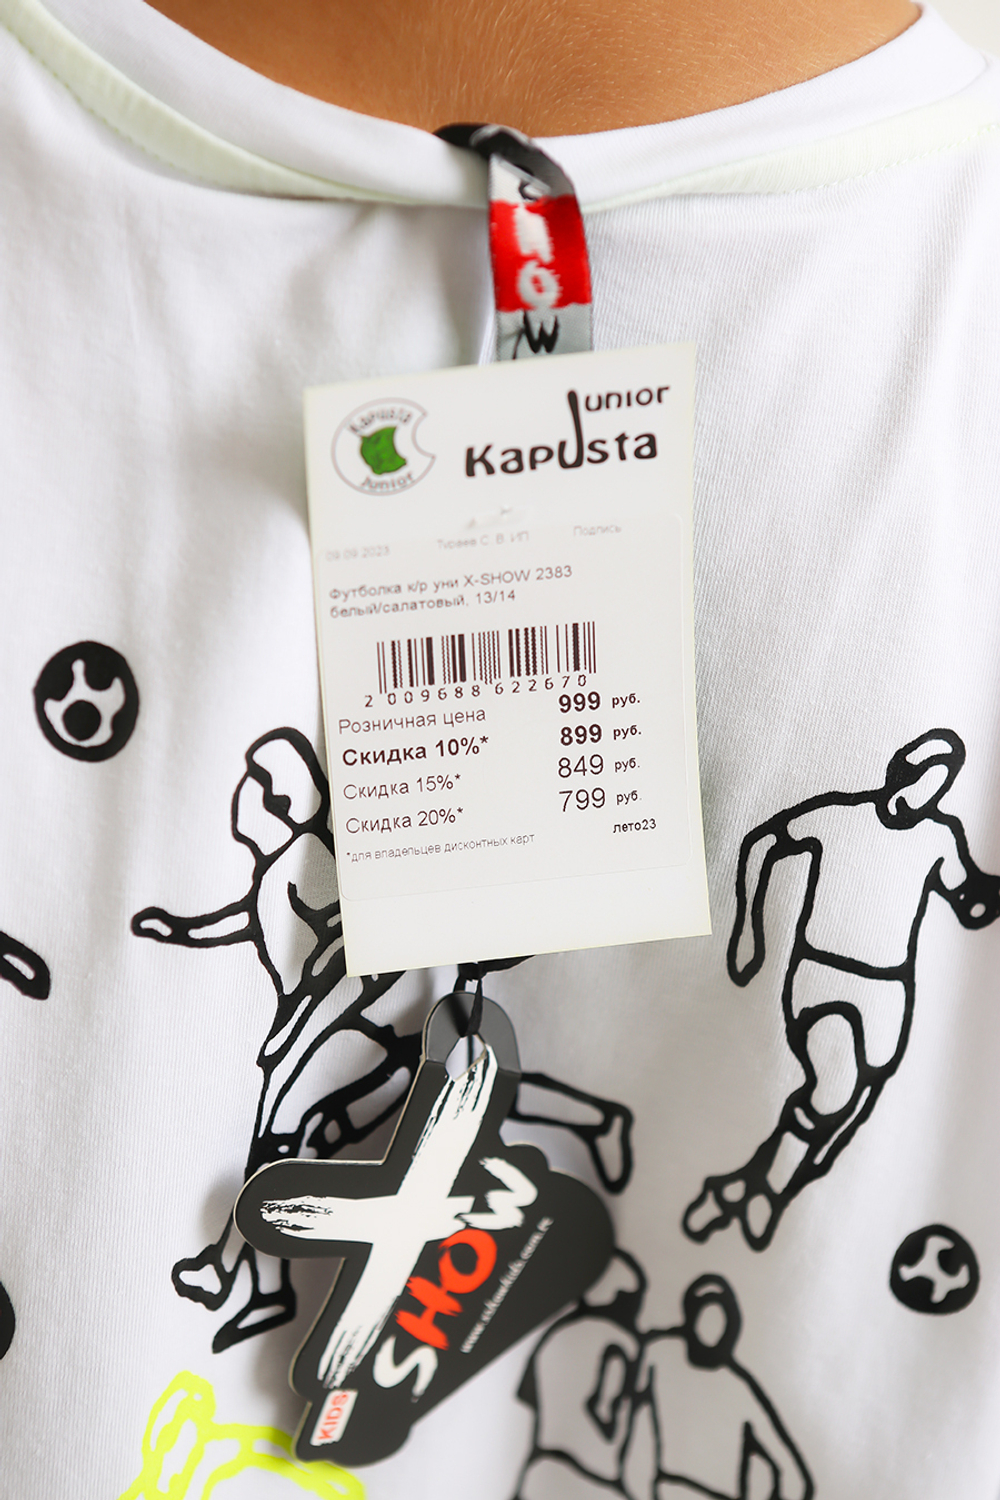 SHOW
Kapusta
Junior
Junior
Kapusta
09.09.2023 Тураев С. В. ИП Подпись
Футболка к/р уни X-SHOW 2383
белый/салатовый, 13/14
2 009688 622670
Розничная цена 999 руб.
Скидка 10%* 899 руб.
Скидка 15%* 849 руб.
Скидка 20%* 799 руб.
*для владельцев дисконтных карт лето23
X
SHOW
KIDS